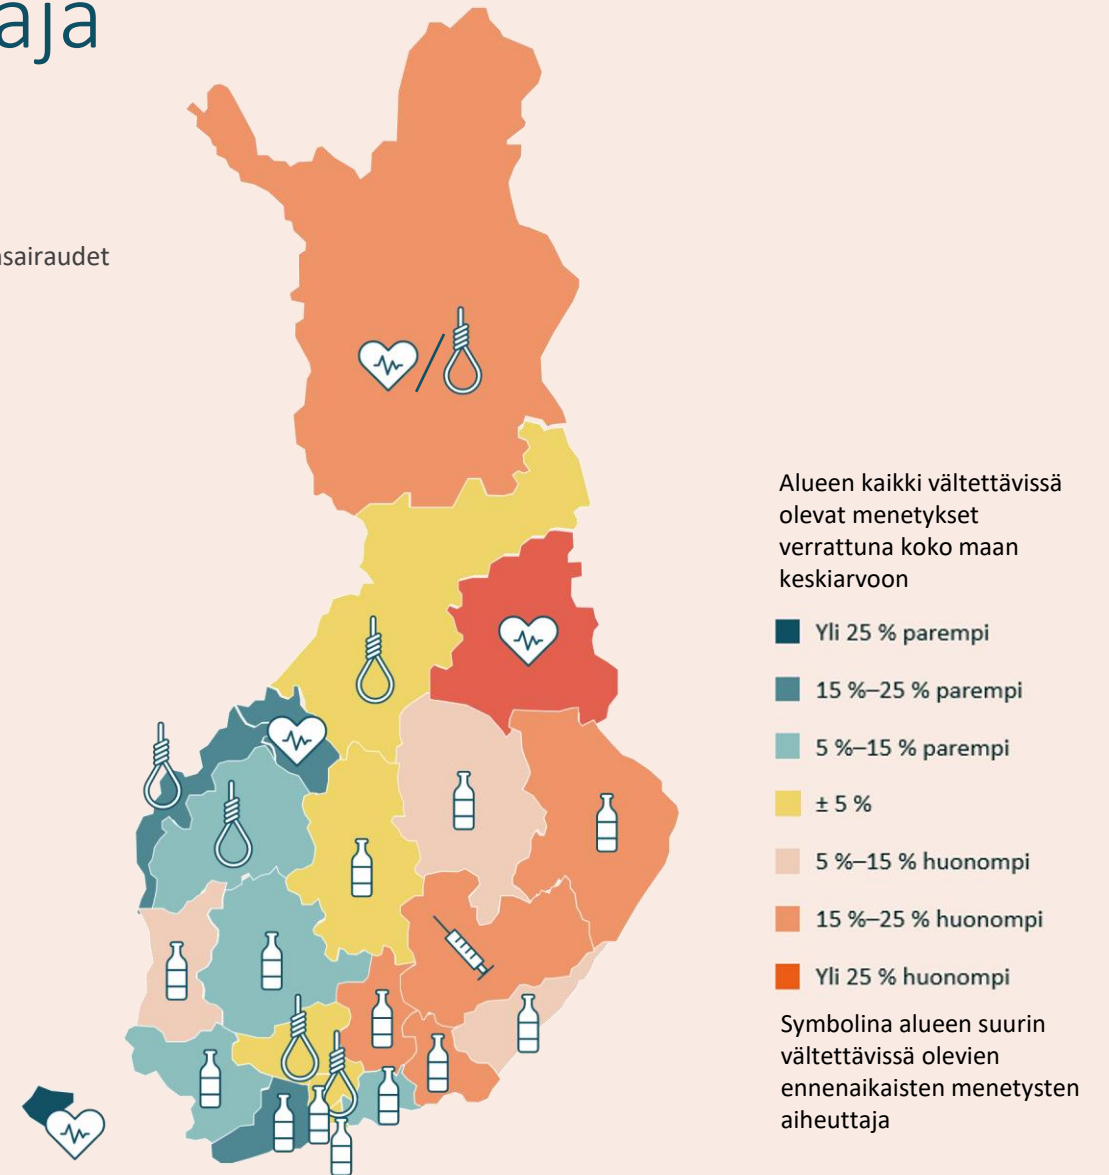 aja
sairaudet
Alueen kaikki vältettävissä
olevat menetykset
verrattuna koko maan
keskiarvoon
Yli 25 % parempi
15 %–25 % parempi
5 %–15 % parempi
± 5 %
5 %–15 % huonompi
15 %–25 % huonompi
Yli 25 % huonompi
Symbolina alueen suurin
vältettävissä olevien
ennenaikaisten menetysten
aiheuttaja